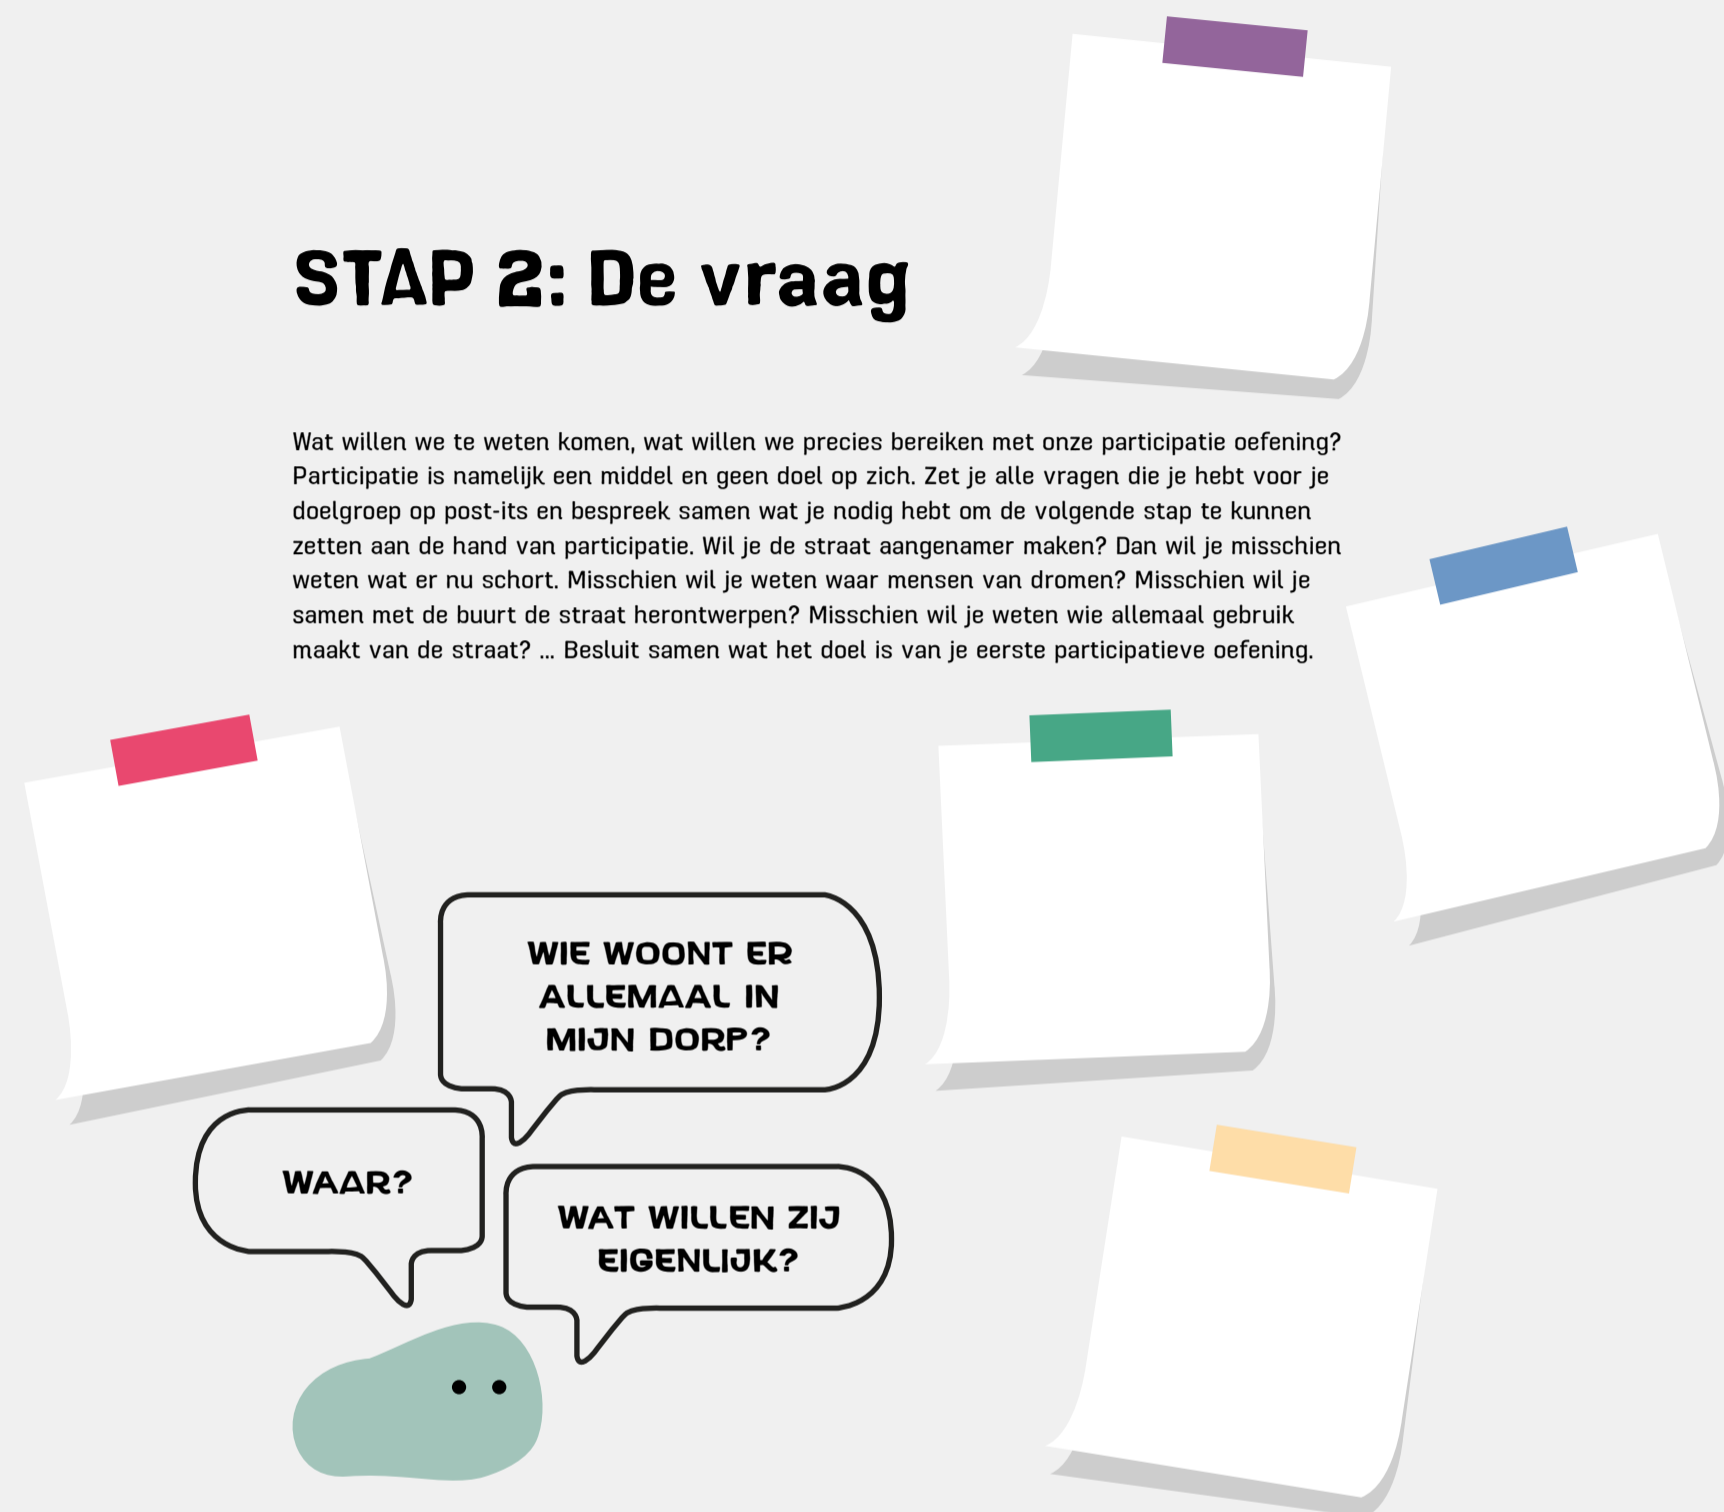 STAP 2: De vraag
Wat willen we te weten komen, wat willen we precies bereiken met onze participatie oefening?
Participatie is namelijk een middel en geen doel op zich. Zet je alle vragen die je hebt voor je
doelgroep op post-its en bespreek samen wat je nodig hebt om de volgende stap te kunnen
zetten aan de hand van participatie. Wil je de straat aangenamer maken? Dan wil je misschien
weten wat er nu schort. Misschien wil je weten waar mensen van dromen? Misschien wil je
samen met de buurt de straat herontwerpen? Misschien wil je weten wie allemaal gebruik
maakt van de straat? ... Besluit samen wat het doel is van je eerste participatieve oefening.
WIE WOONT ER
ALLEMAAL IN
MIJN DORP?
WAAR?
WAT WILLEN ZIJ
EIGENLIJK?